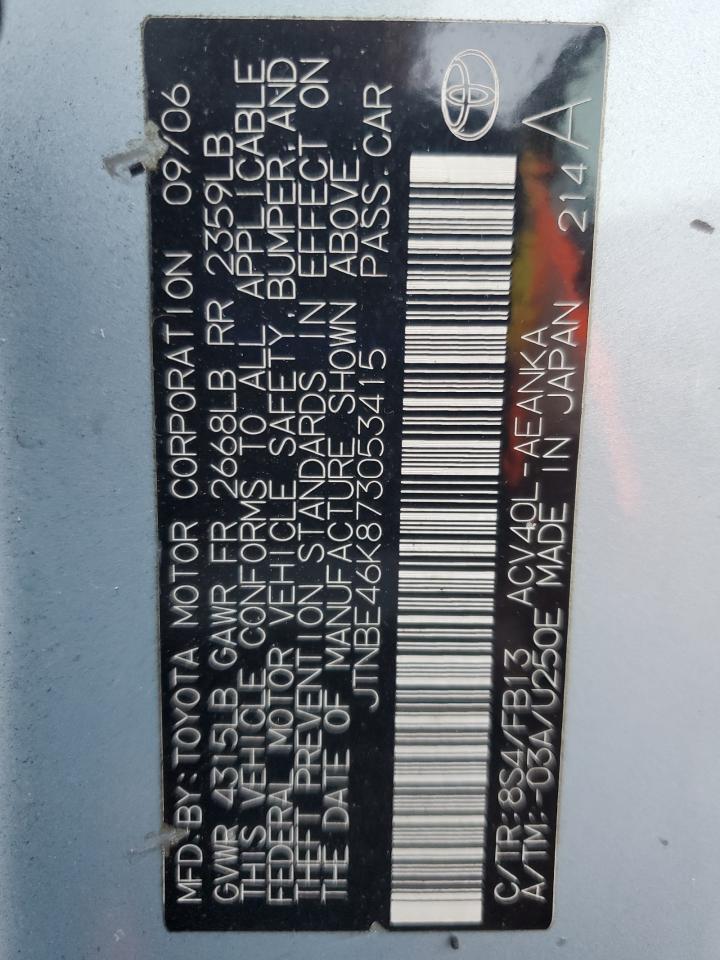 MFD.BY:TOYOTA MOTOR CORPORATION 09/06
GVWR 4315LB GAWR FR 2668LB RR 2359LB
THIS VEHICLE CONFORMS TO ALL APPLICABLE
FEDERAL MOTOR VEHICLE SAFETY, BUMPER, AND
THEFT PREVENTION STANDARDS IN EFFECT ON
THE DATE OF MANUFACTURE SHOWN ABOVE.
JTNBE46K873053415 PASS.CAR
C/TR:8S4/FB13 ACV40L-AEANKA 214A
A/TM:-03A/U250E MADE IN JAPAN